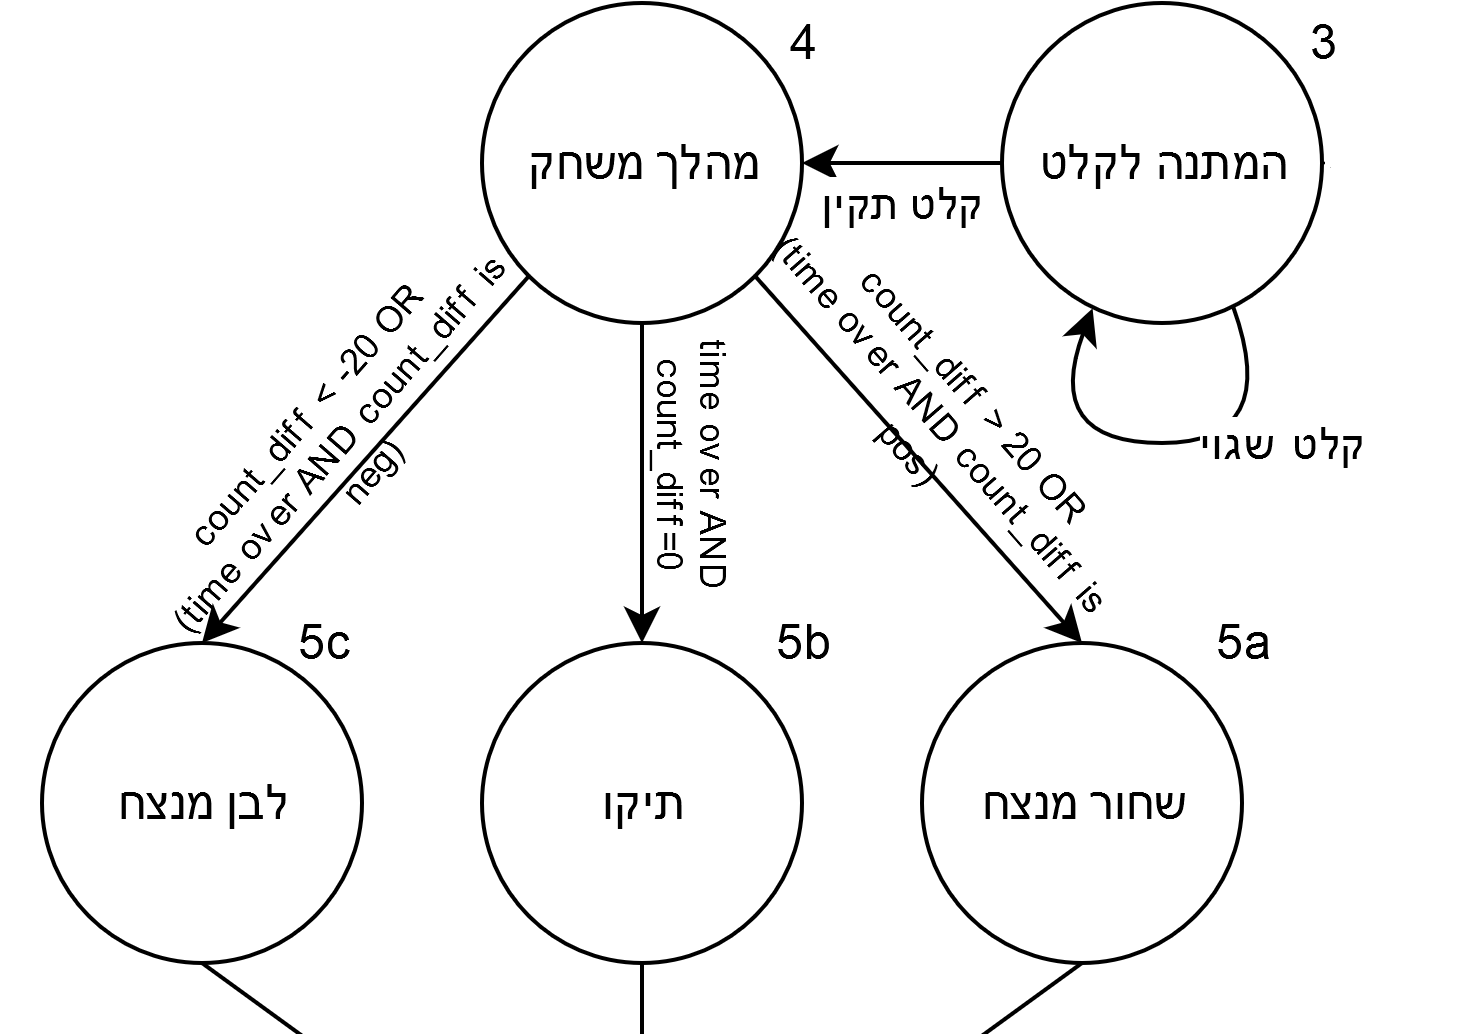 3
המתנה לקלט
4
מהלך משחק
קלט תקין
קלט שגוי
count_diff > 20 OR
(time over AND count_diff is
pos)
time over AND
count_diff=0
count_diff < -20 OR
(time over AND count_diff is
neg)
5a
שחור מנצח
5b
תיקו
5c
לבן מנצח